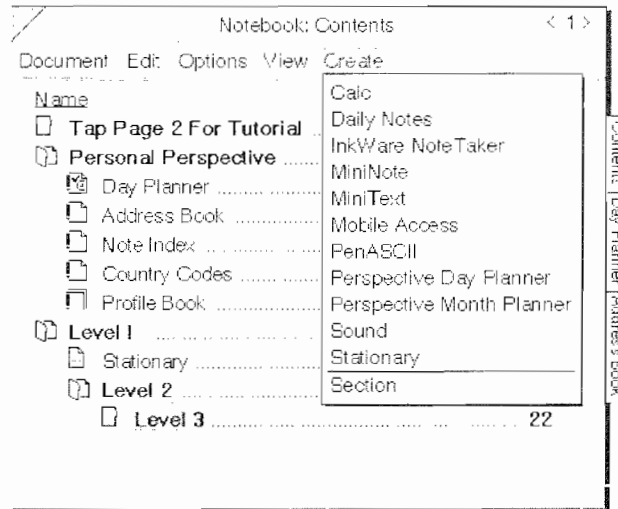 Notebook: Contents < 1 >
Document Edit Options View Create
Name
Tap Page 2 For Tutorial
Personal Perspective
Day Planner
Address Book
Note Index
Country Codes
Profile Book
Level I
Stationary
Level 2
Level 3 22
Calc
Daily Notes
InkWare NoteTaker
MiniNote
MiniText
Mobile Access
PenASCII
Perspective Day Planner
Perspective Month Planner
Sound
Stationary
Section
Contents
Day Planner
Address Book